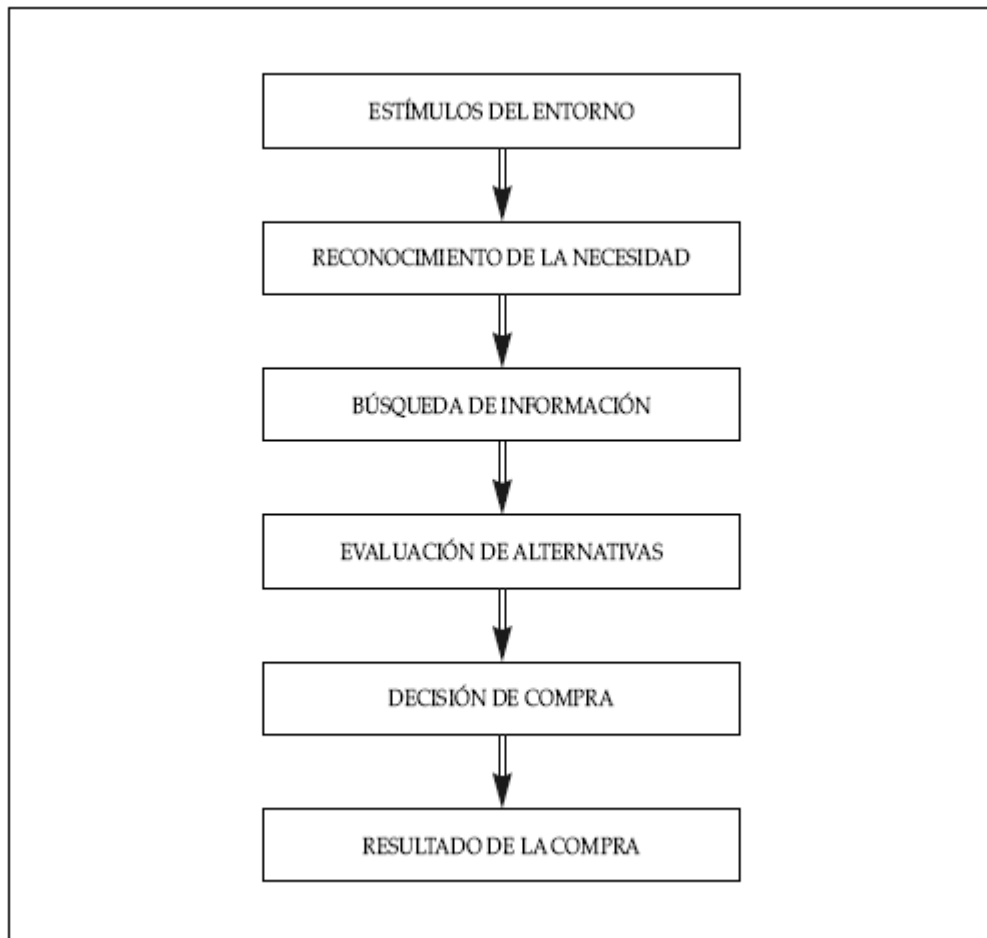 ESTÍMULOS DEL ENTORNO
RECONOCIMIENTO DE LA NECESIDAD
BÚSQUEDA DE INFORMACIÓN
EVALUACIÓN DE ALTERNATIVAS
DECISIÓN DE COMPRA
RESULTADO DE LA COMPRA